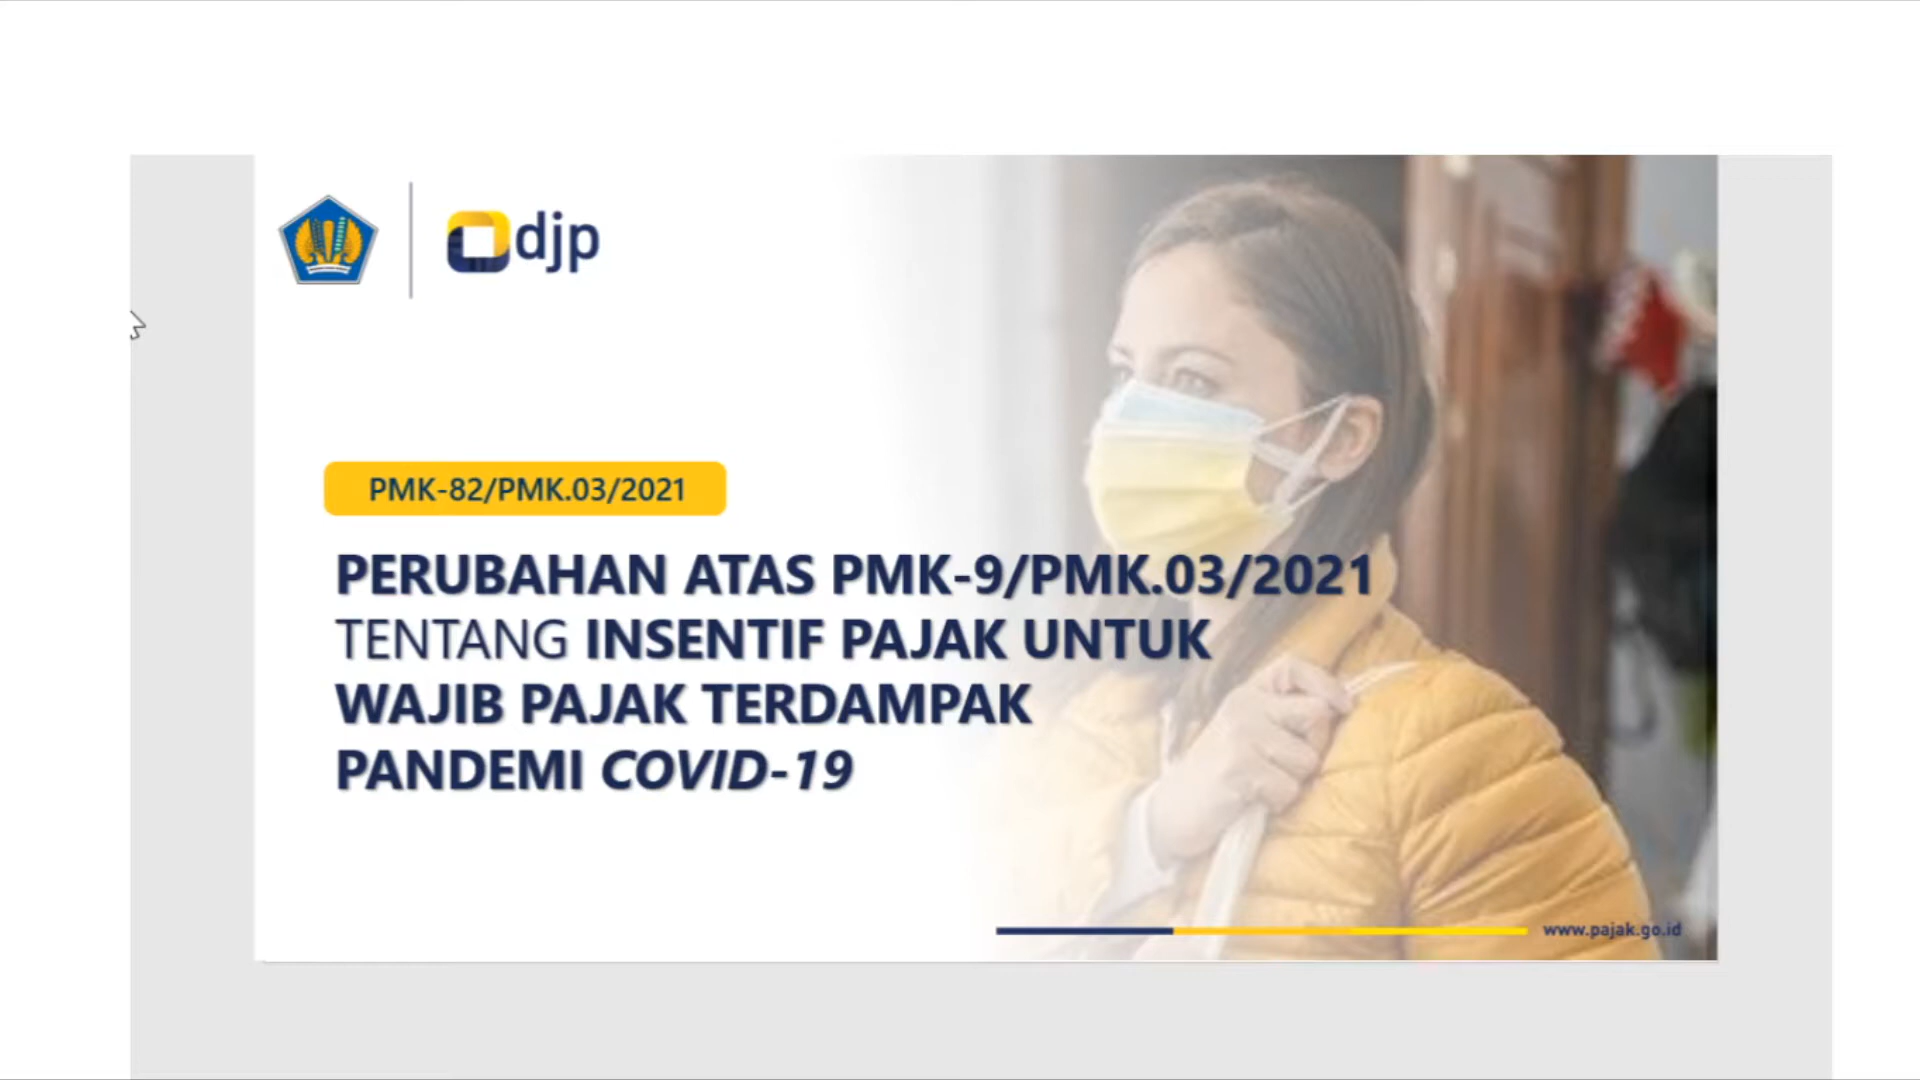 djp
PMK-82/PMK.03/2021
PERUBAHAN ATAS PMK-9/PMK.03/2021
TENTANG INSENTIF PAJAK UNTUK
WAJIB PAJAK TERDAMPAK
PANDEMI COVID-19
www.pajak.go.id